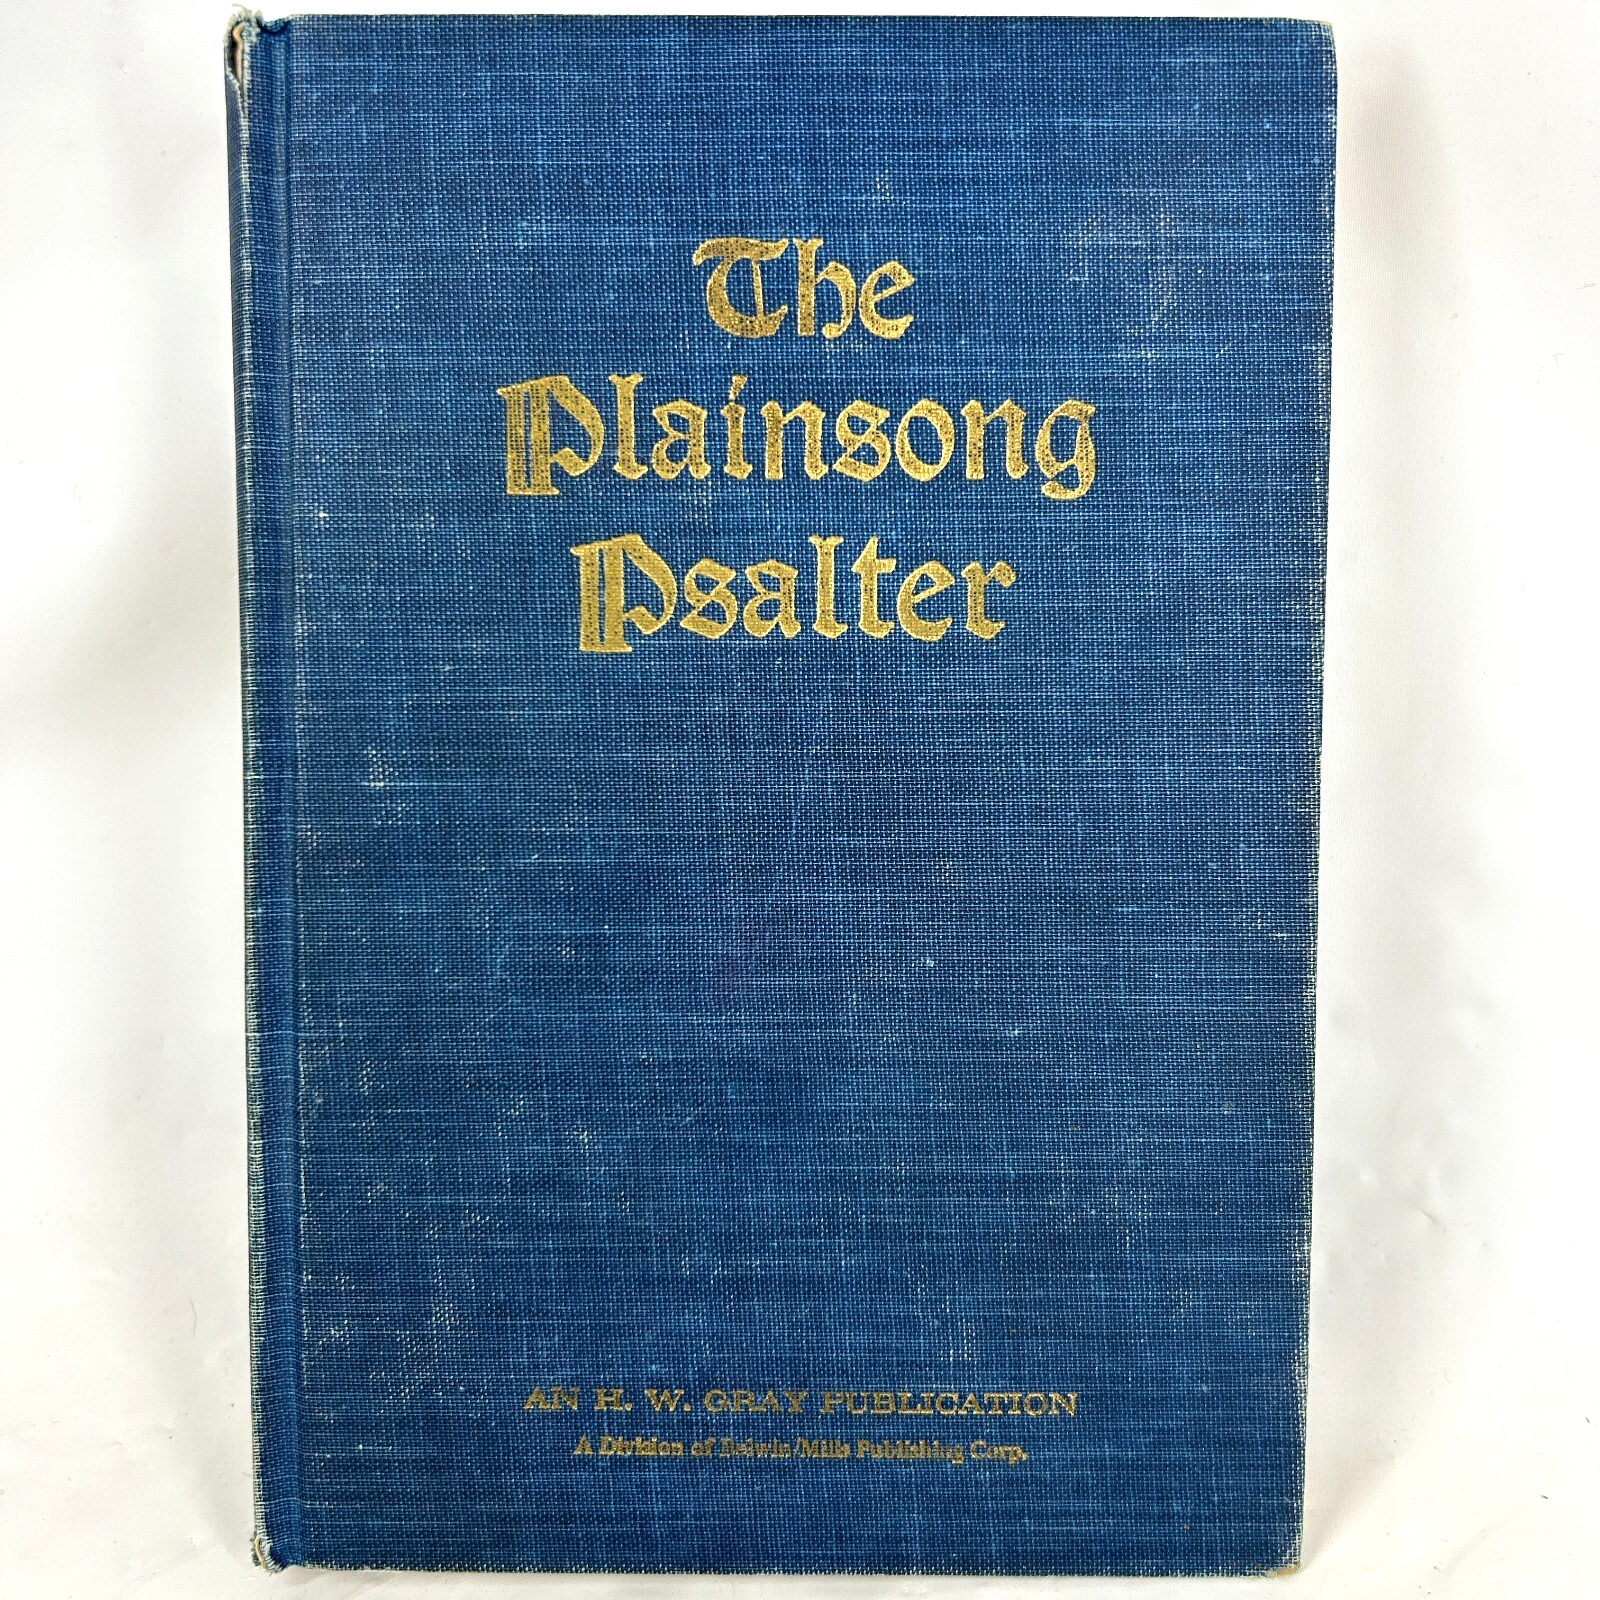 The
Plainsong
Psalter
AN H. W. GRAY PUBLICATION
A Division of Belwin/Mills Publishing Corp.